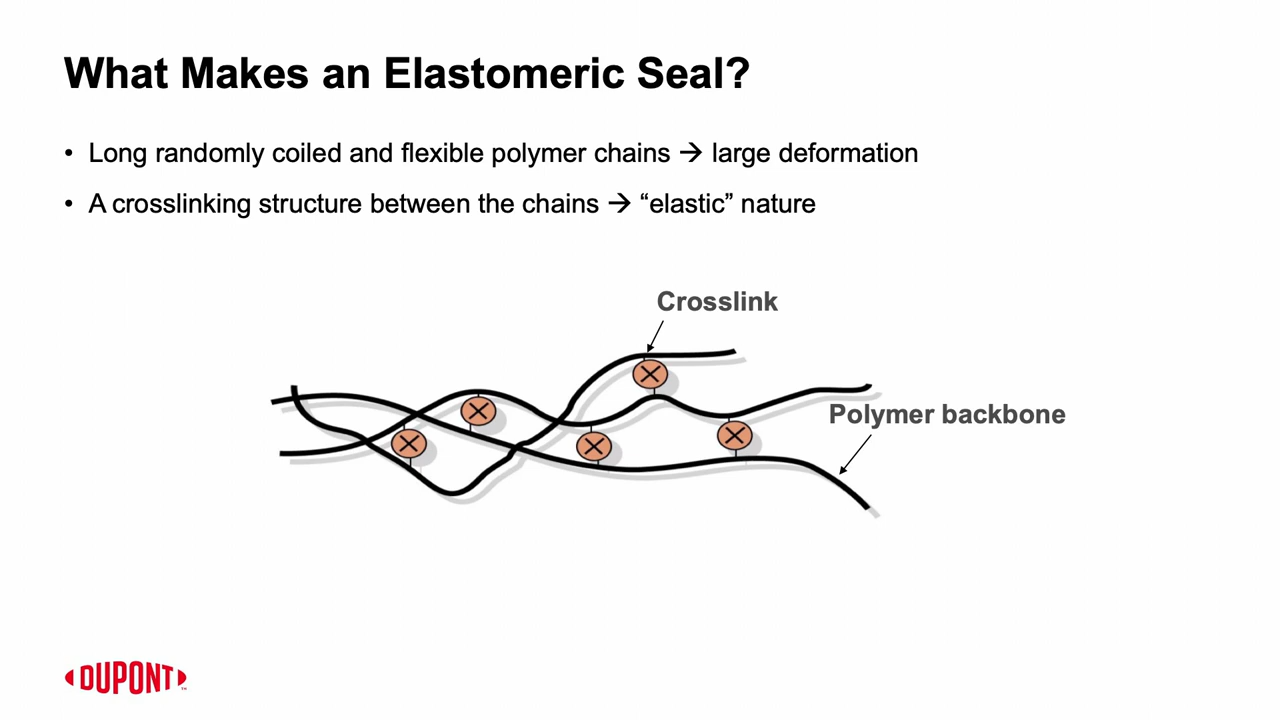 What Makes an Elastomeric Seal?
• Long randomly coiled and flexible polymer chains → large deformation
• A crosslinking structure between the chains → “elastic” nature
Crosslink
Polymer backbone
DUPONT™